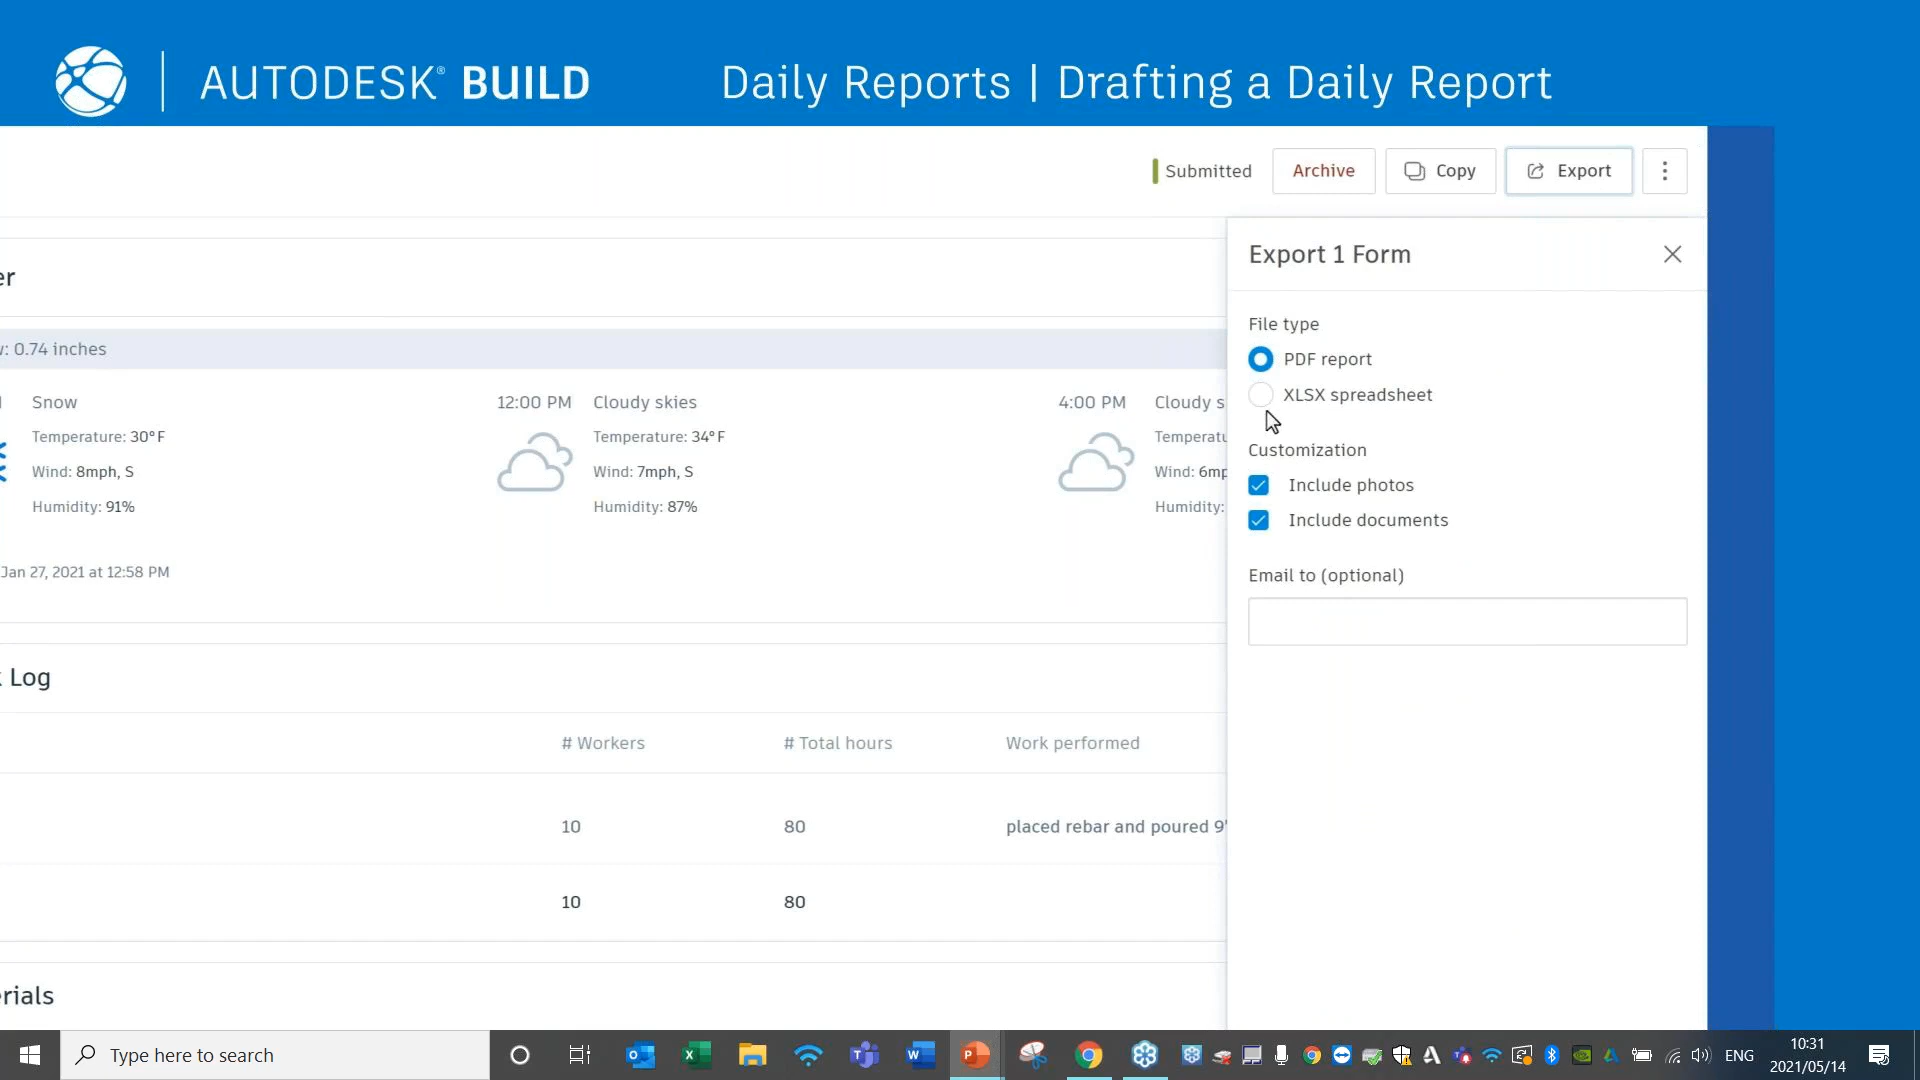 AUTODESK® BUILD
Daily Reports | Drafting a Daily Report
Submitted
Archive
Copy
Export
er
Export 1 Form
File type
v: 0.74 inches
PDF report
XLSX spreadsheet
Snow
12:00 PM Cloudy skies
4:00 PM Cloudy s
Temperature: 30°F
Temperature: 34°F
Temperatu
Customization
Wind: 8mph, S
Wind: 7mph, S
Wind: 6mp
Include photos
Humidity: 91%
Humidity: 87%
Humidity:
Include documents
Jan 27, 2021 at 12:58 PM
Email to (optional)
Log
# Workers
# Total hours
Work performed
10
80
placed rebar and poured 9'
10
80
erials
Type here to search
ENG
10:31
2021/05/14